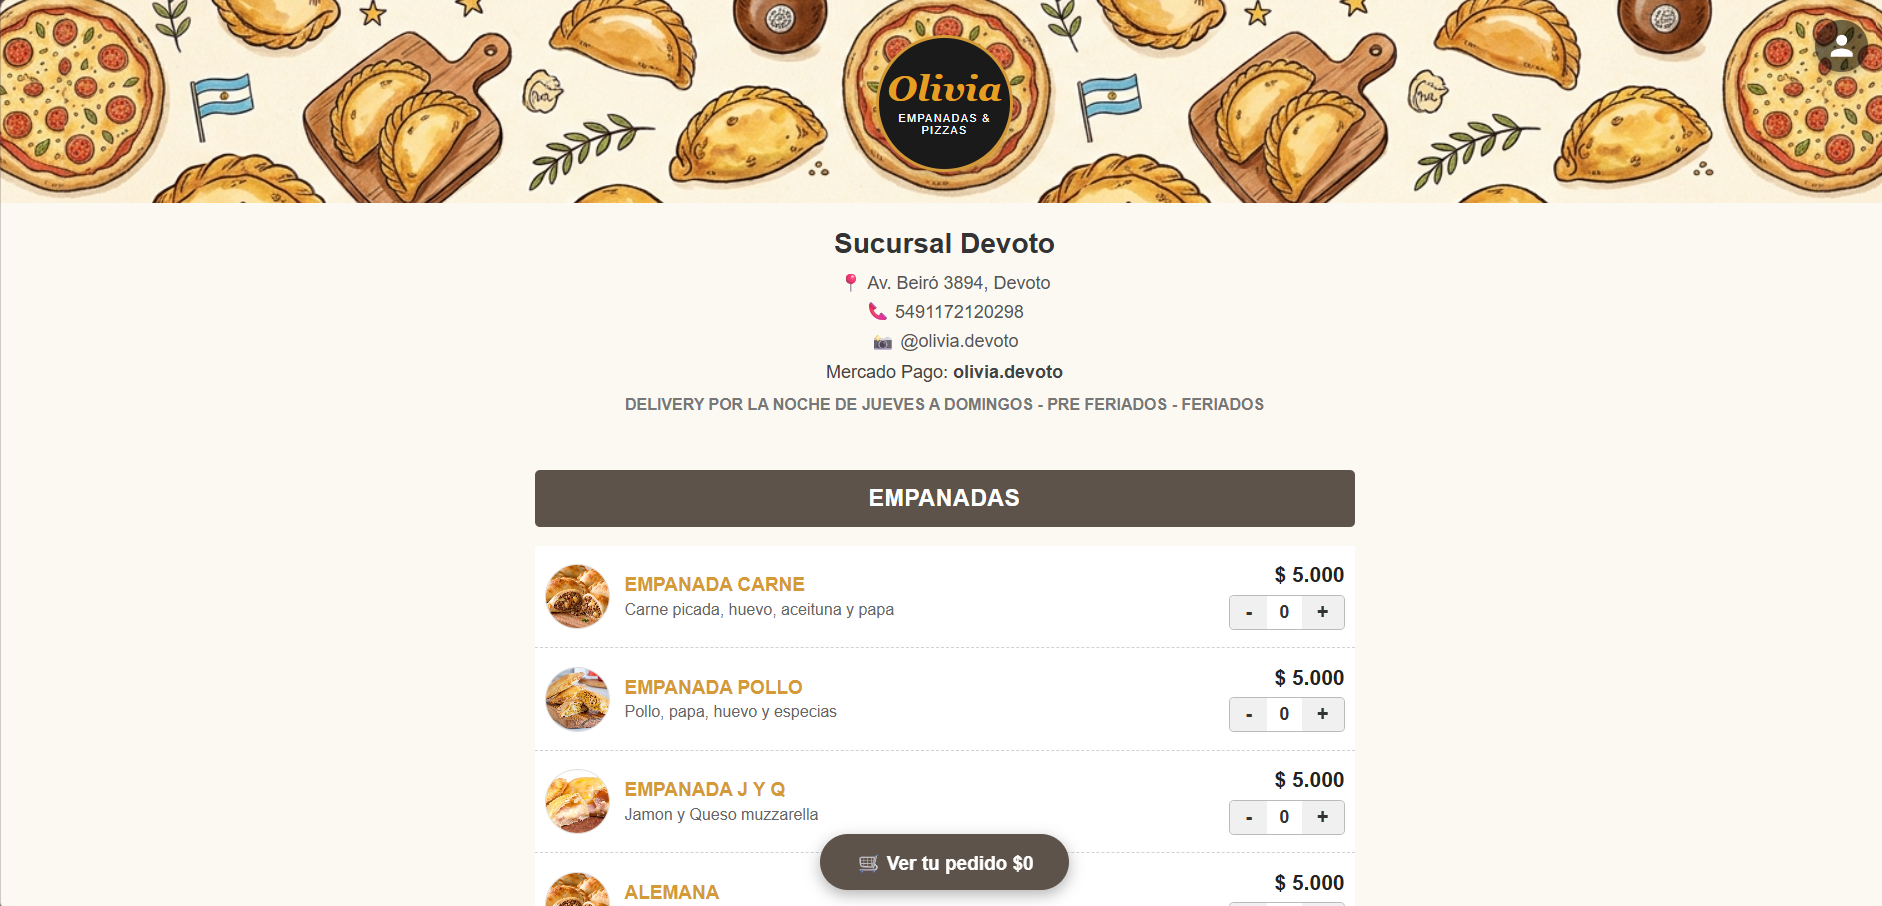 Olivia
EMPANADAS &
PIZZAS
Sucursal Devoto
📍 Av. Beiró 3894, Devoto
📞 5491172120298
📸 @olivia.devoto
Mercado Pago: olivia.devoto
DELIVERY POR LA NOCHE DE JUEVES A DOMINGOS - PRE FERIADOS - FERIADOS
EMPANADAS
EMPANADA CARNE
Carne picada, huevo, aceituna y papa
$ 5.000
- 0 +
EMPANADA POLLO
Pollo, papa, huevo y especias
$ 5.000
- 0 +
EMPANADA J Y Q
Jamon y Queso muzzarella
$ 5.000
- 0 +
ALEMANA
$ 5.000
🛒 Ver tu pedido $0